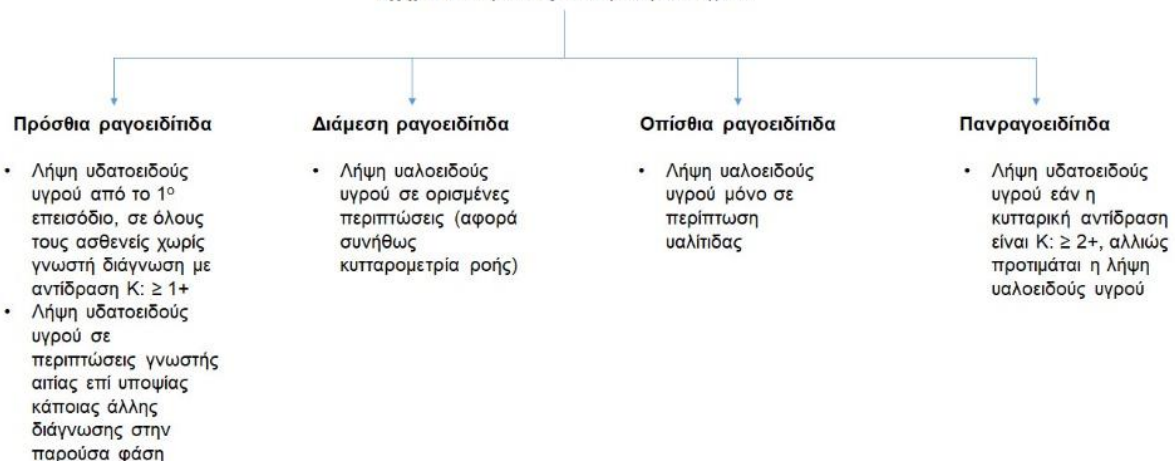 Πρόσθια ραγοειδίτιδα
• Λήψη υδατοειδούς
υγρού από το 1ο
επεισόδιο, σε όλους
τους ασθενείς χωρίς
γνωστή διάγνωση με
αντίδραση Κ: ≥ 1+
• Λήψη υδατοειδούς
υγρού σε
περιπτώσεις γνωστής
αιτίας επί υποψίας
κάποιας άλλης
διάγνωσης στην
παρούσα φάση
Διάμεση ραγοειδίτιδα
• Λήψη υαλοειδούς
υγρού σε ορισμένες
περιπτώσεις (αφορά
συνήθως
κυτταρομετρία ροής)
Οπίσθια ραγοειδίτιδα
• Λήψη υαλοειδούς
υγρού μόνο σε
περίπτωση
υαλίτιδας
Πανραγοειδίτιδα
• Λήψη υδατοειδούς
υγρού εάν η
κυτταρική αντίδραση
είναι Κ: ≥ 2+, αλλιώς
προτιμάται η λήψη
υαλοειδούς υγρού